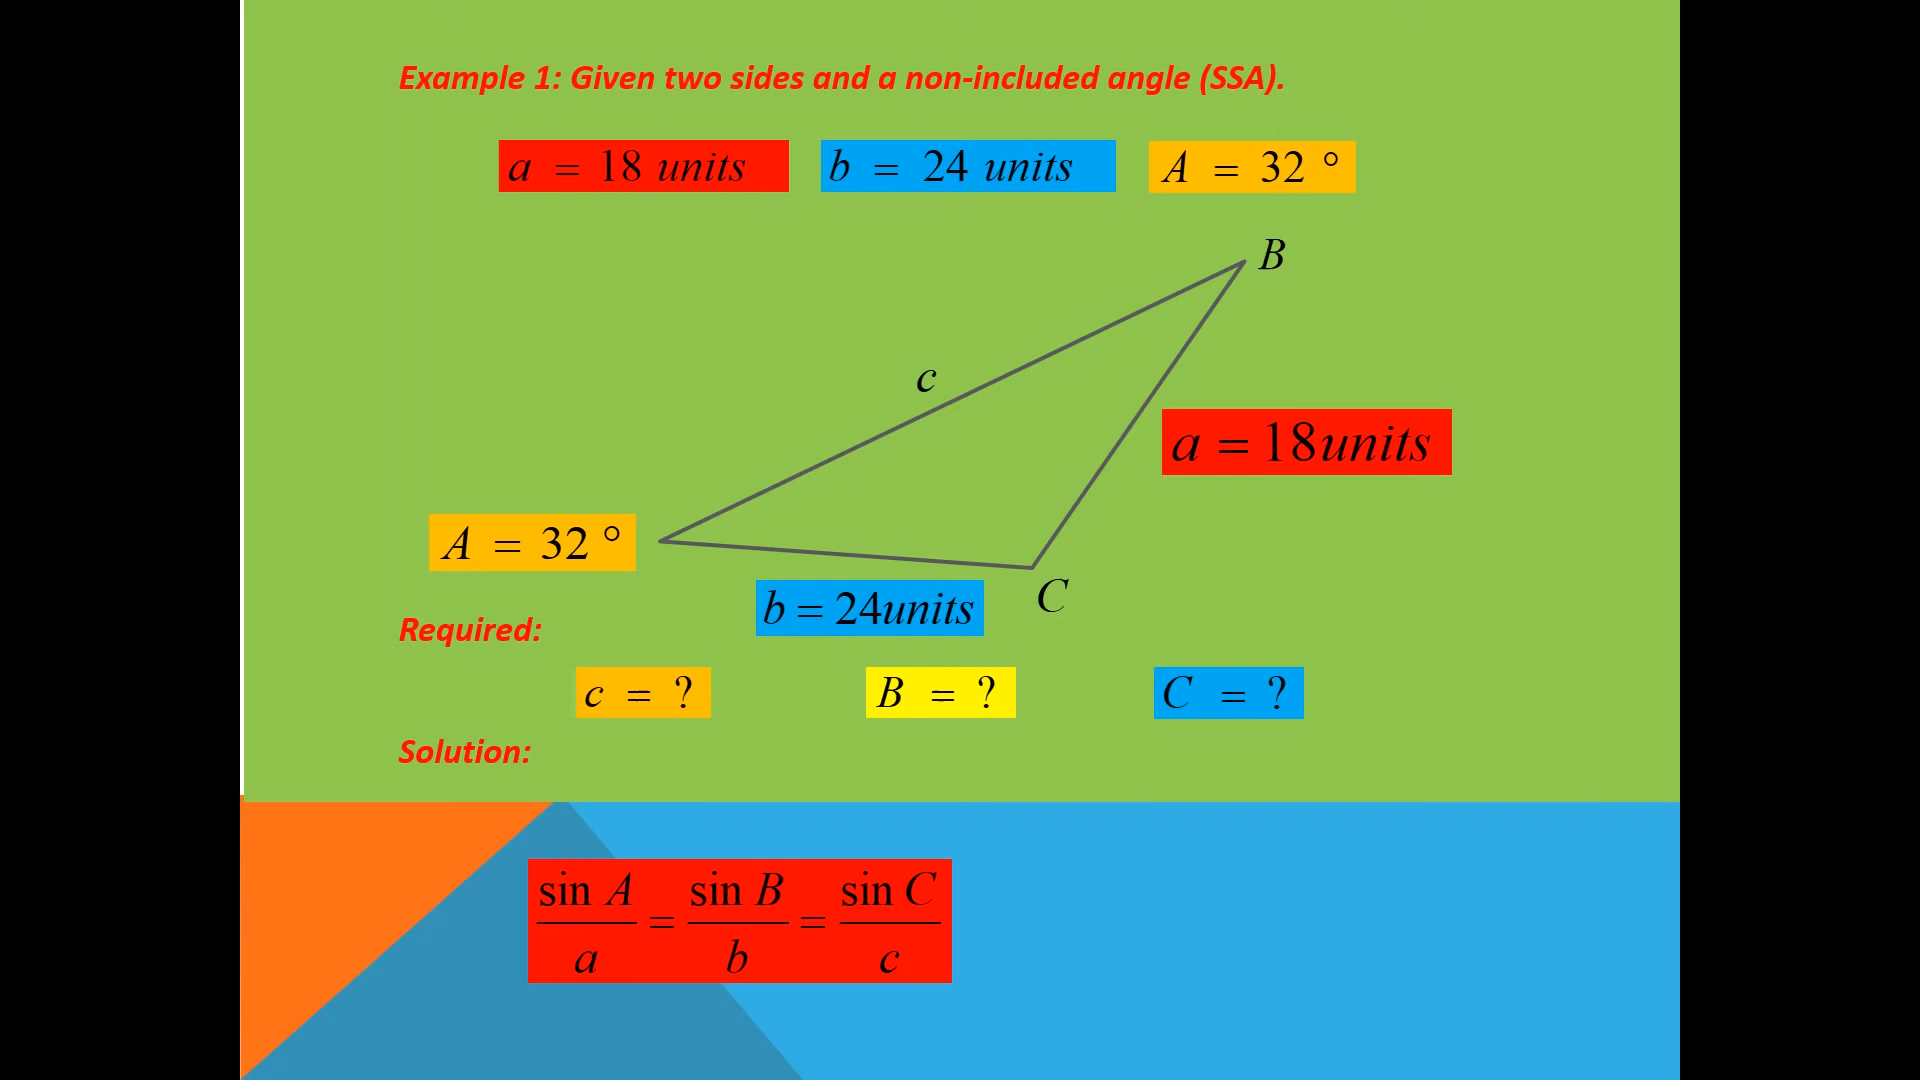 Example 1: Given two sides and a non-included angle (SSA).
a = 18 units b = 24 units A = 32 °
B
c
a = 18units
A = 32 °
b = 24units
C
Required:
c = ? B = ? C = ?
Solution:
sin A / a = sin B / b = sin C / c